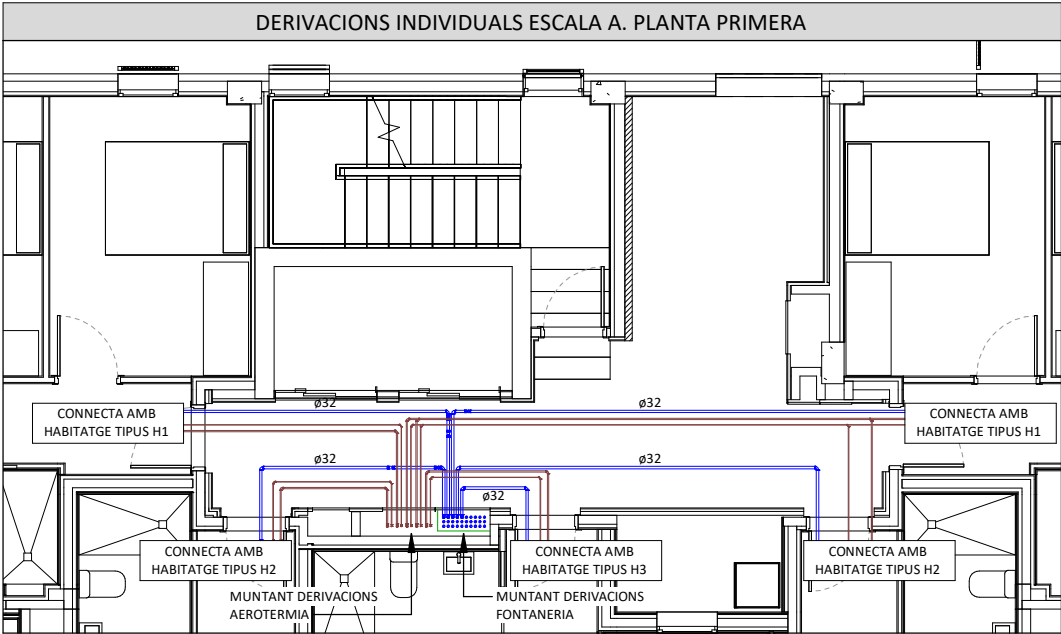 DERIVACIONS INDIVIDUALS ESCALA A. PLANTA PRIMERA
ø32
ø32
CONNECTA AMB
HABITATGE TIPUS H1
CONNECTA AMB
HABITATGE TIPUS H1
ø32
ø32
ø32
CONNECTA AMB
HABITATGE TIPUS H2
CONNECTA AMB
HABITATGE TIPUS H3
CONNECTA AMB
HABITATGE TIPUS H2
MUNTANT DERIVACIONS
AEROTERMIA
MUNTANT DERIVACIONS
FONTANERIA